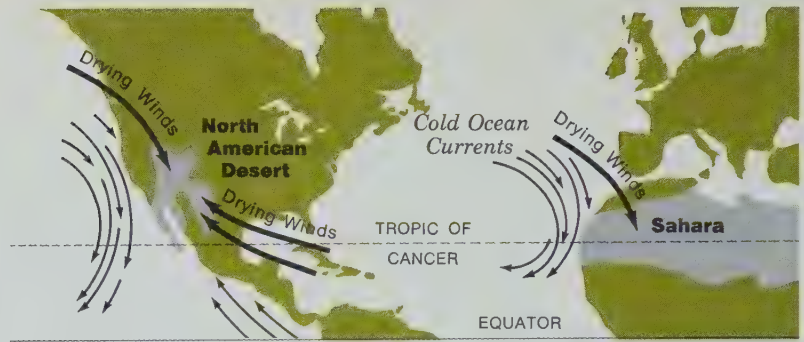 Drying Winds
North
American
Desert
Drying Winds
Cold Ocean
Currents
Drying Winds
Sahara
TROPIC OF
CANCER
EQUATOR